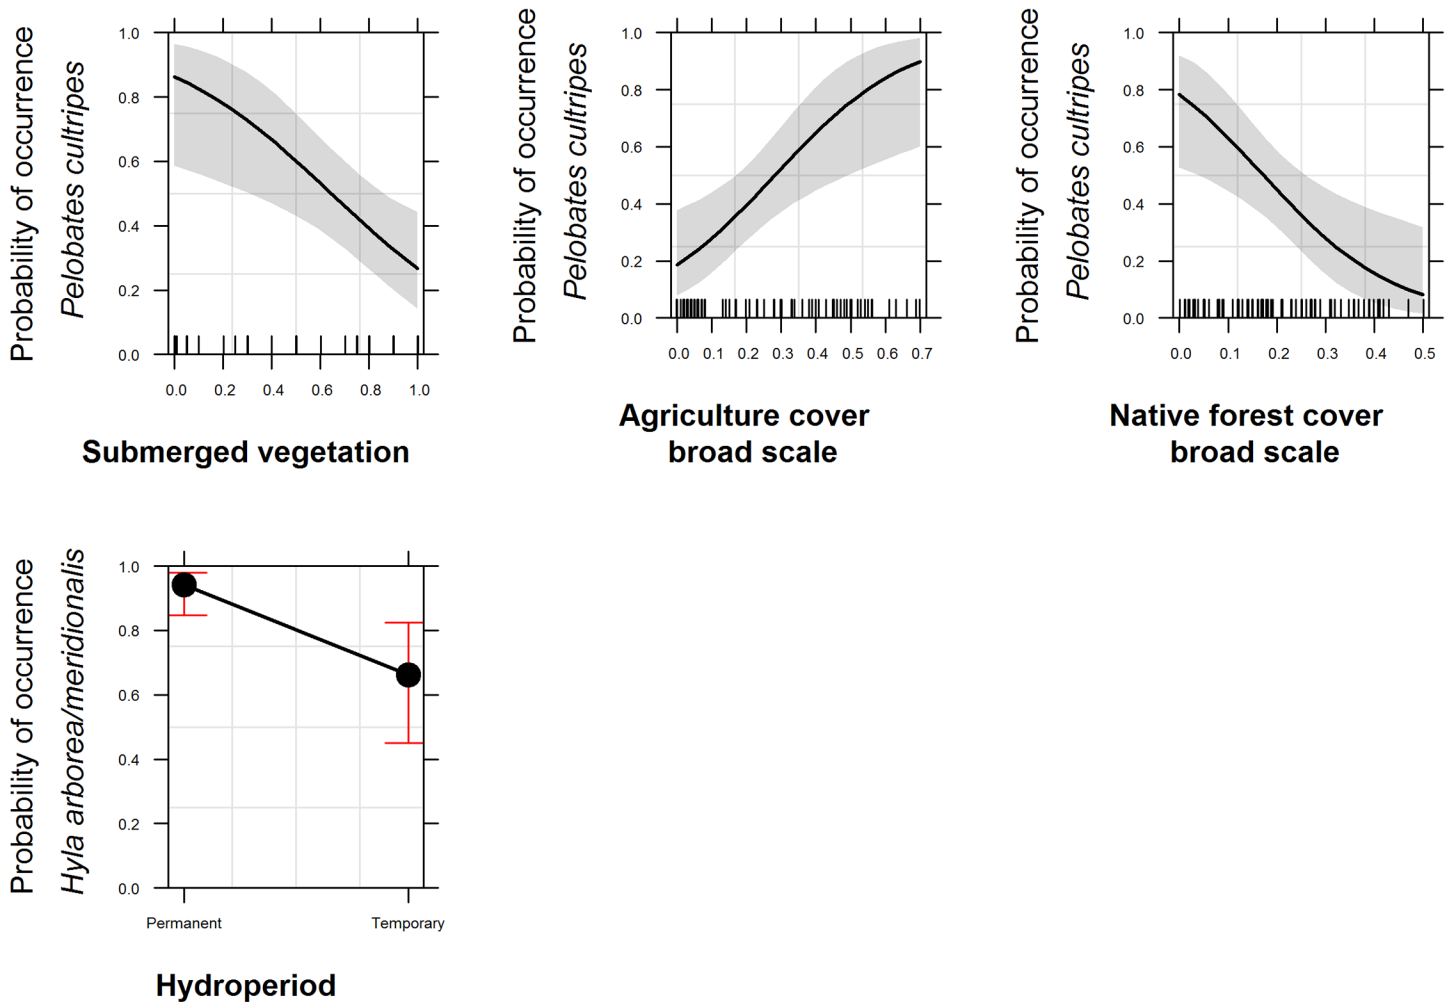 Probability of occurrence
Pelobates cultripes
1.0
0.8
0.6
0.4
0.2
0.0
0.0 0.2 0.4 0.6 0.8 1.0
Submerged vegetation
Probability of occurrence
Pelobates cultripes
1.0
0.8
0.6
0.4
0.2
0.0
0.0 0.1 0.2 0.3 0.4 0.5 0.6 0.7
Agriculture cover
broad scale
Probability of occurrence
Pelobates cultripes
1.0
0.8
0.6
0.4
0.2
0.0
0.0 0.1 0.2 0.3 0.4 0.5
Native forest cover
broad scale
Probability of occurrence
Hyla arborea/meridionalis
1.0
0.8
0.6
0.4
0.2
0.0
Permanent Temporary
Hydroperiod